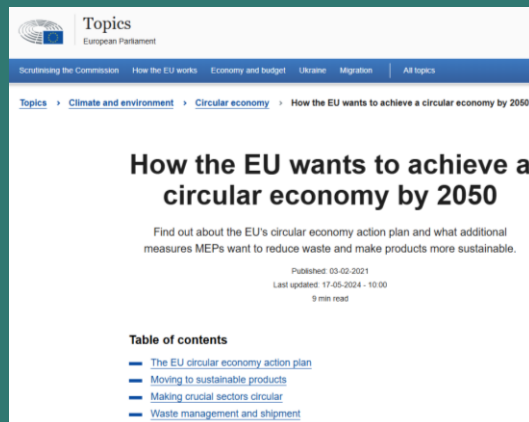 Topics
European Parliament
Scrutinising the Commission How the EU works Economy and budget Ukraine Migration All topics
Topics › Climate and environment › Circular economy › How the EU wants to achieve a circular economy by 2050
How the EU wants to achieve a
circular economy by 2050
Find out about the EU's circular economy action plan and what additional
measures MEPs want to reduce waste and make products more sustainable.
Published: 03-02-2021
Last updated: 17-05-2024 - 10:00
9 min read
Table of contents
The EU circular economy action plan
Moving to sustainable products
Making crucial sectors circular
Waste management and shipment